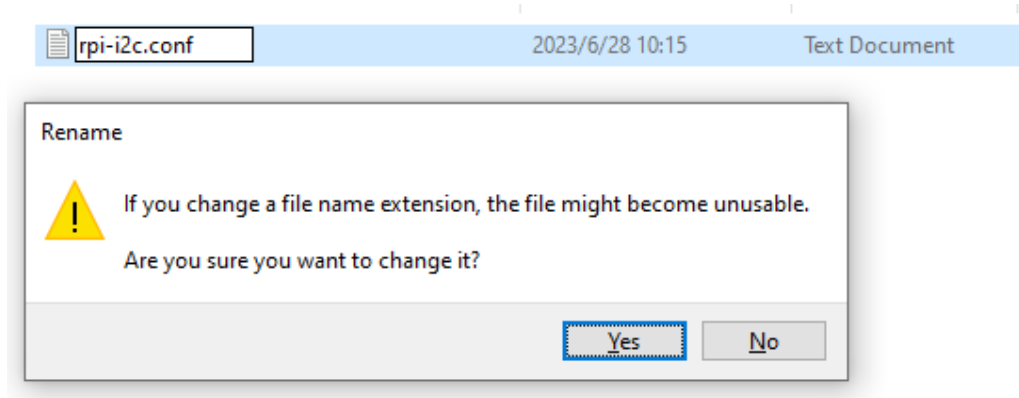 rpi-i2c.conf 2023/6/28 10:15 Text Document
Rename
If you change a file name extension, the file might become unusable.
Are you sure you want to change it?
Yes No